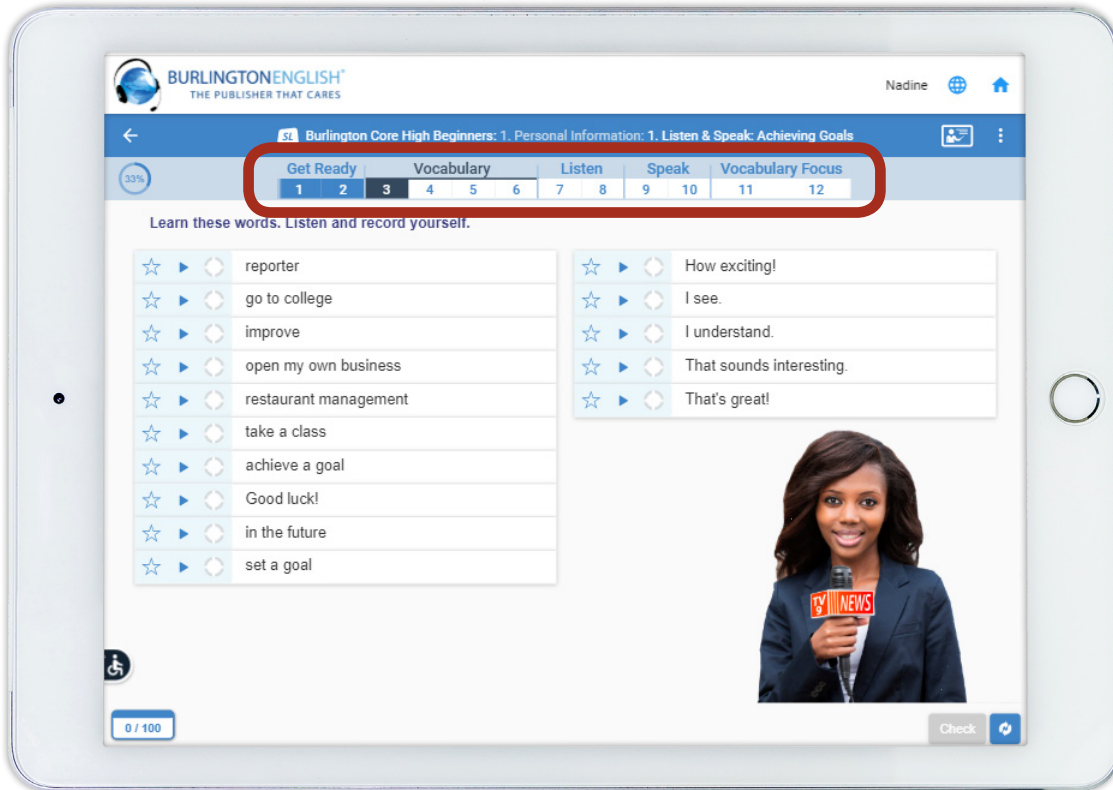 BURLINGTONENGLISH®
THE PUBLISHER THAT CARES
Nadine
SL Burlington Core High Beginners: 1. Personal Information: 1. Listen & Speak: Achieving Goals
33%
Get Ready Vocabulary Listen Speak Vocabulary Focus
1 2 3 4 5 6 7 8 9 10 11 12
Learn these words. Listen and record yourself.
reporter
go to college
improve
open my own business
restaurant management
take a class
achieve a goal
Good luck!
in the future
set a goal
How exciting!
I see.
I understand.
That sounds interesting.
That's great!
TV 9 NEWS
0 / 100
Check